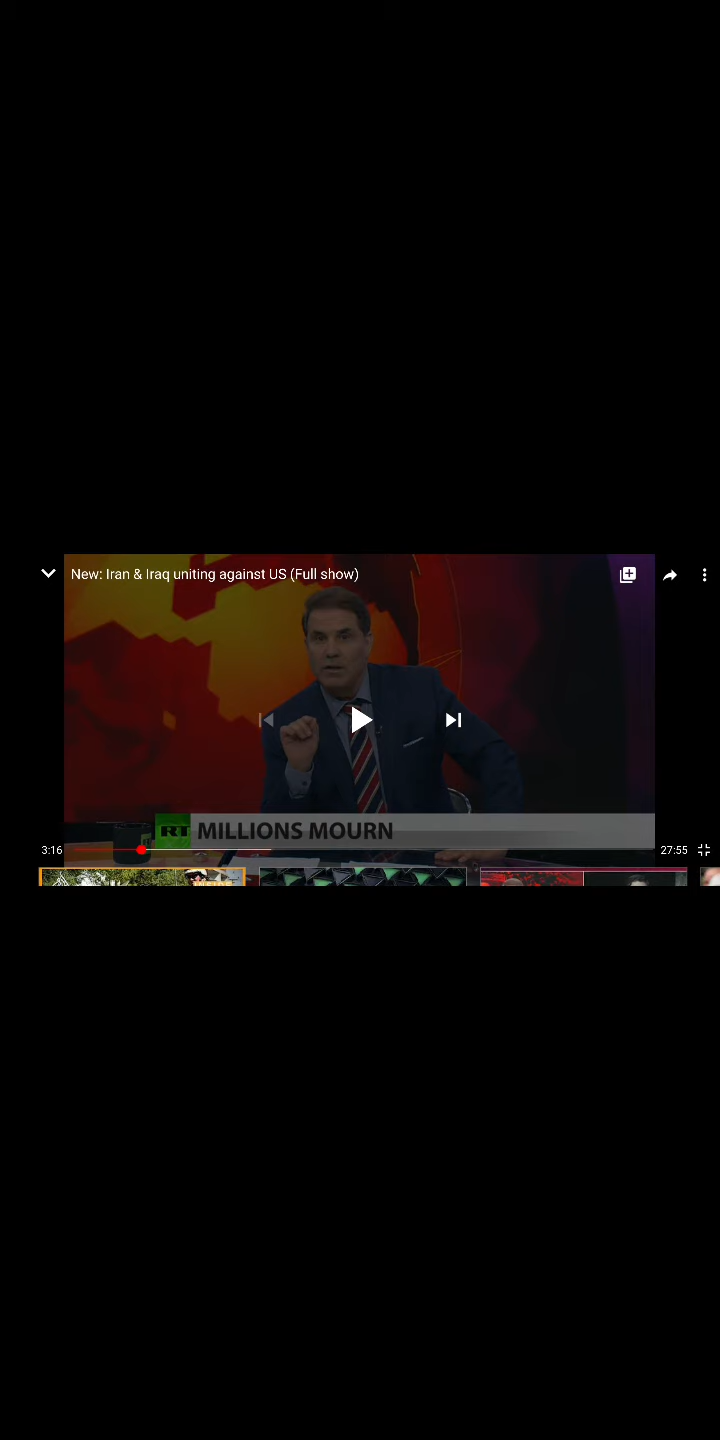 New: Iran & Iraq uniting against US (Full show)
RT MILLIONS MOURN
3:16
27:55